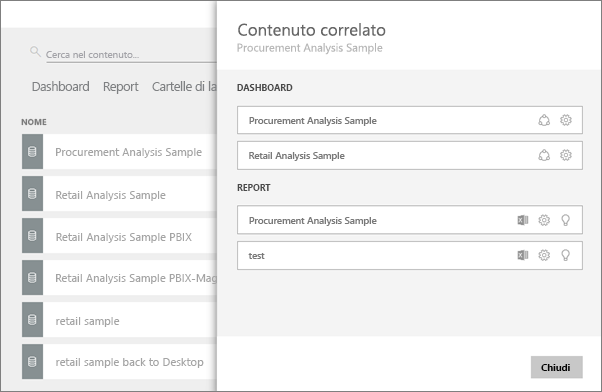 Cerca nel contenuto...
Dashboard Report Cartelle di la
NOME
Procurement Analysis Sample
Retail Analysis Sample
Retail Analysis Sample PBIX
Retail Analysis Sample PBIX-Mag
retail sample
retail sample back to Desktop
Contenuto correlato
Procurement Analysis Sample
DASHBOARD
Procurement Analysis Sample
Retail Analysis Sample
REPORT
Procurement Analysis Sample
test
Chiudi